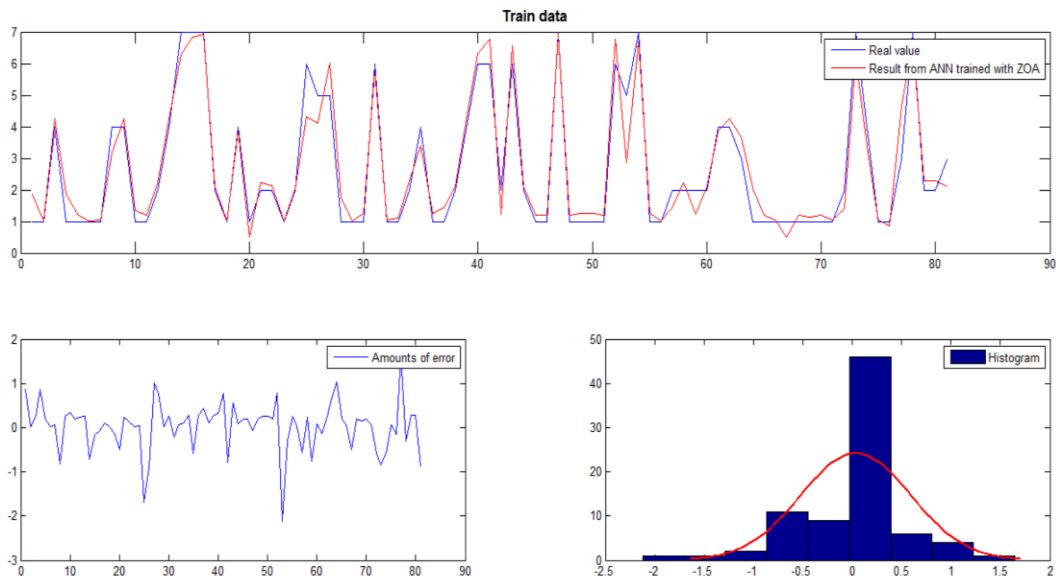 Train data
7
6
5
4
3
2
1
0
Real value
Result from ANN trained with ZOA
0 10 20 30 40 50 60 70 80 90
2
1
0
-1
-2
-3
Amounts of error
0 10 20 30 40 50 60 70 80 90
50
40
30
20
10
0
Histogram
-2.5 -2 -1.5 -1 -0.5 0 0.5 1 1.5 2